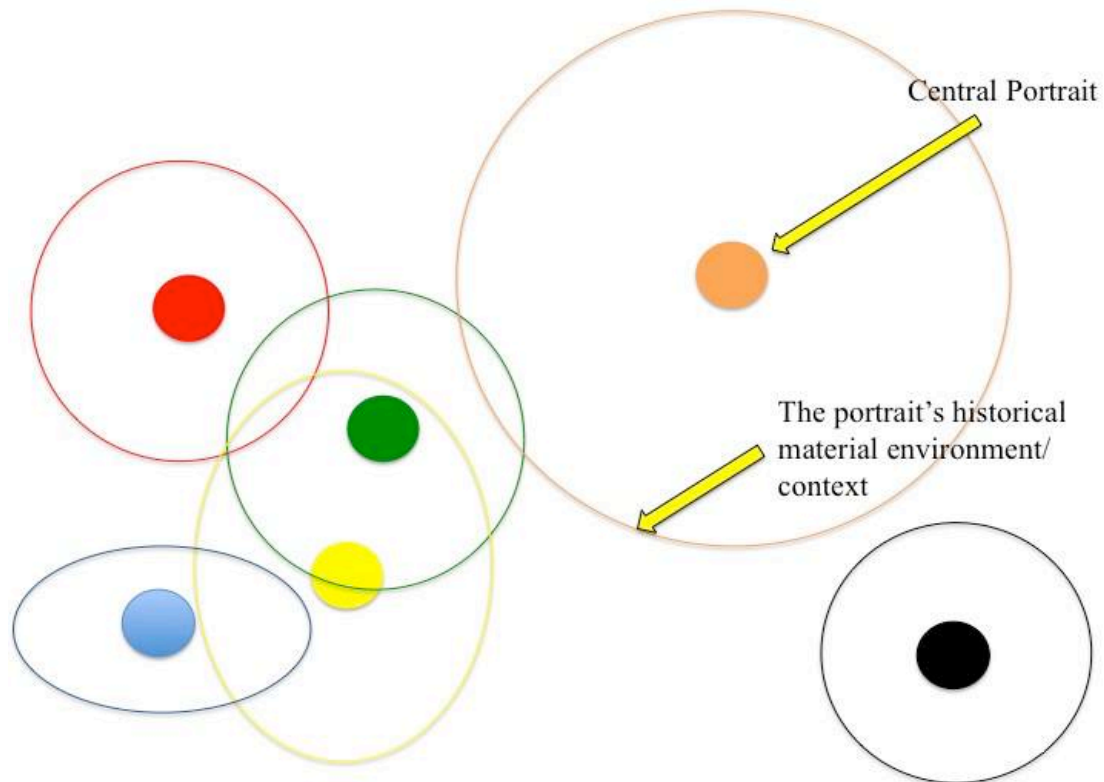 Central Portrait
The portrait’s historical
material environment/
context